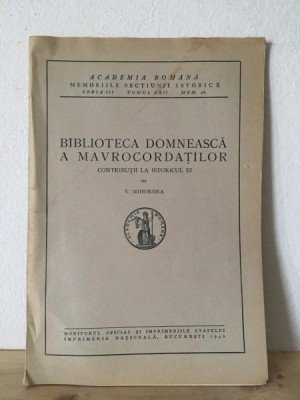 ACADEMIA ROMÂNĂ
MEMORIILE SECȚIUNII ISTORICE
SERIA III TOMUL XXII MEM.
BIBLIOTECA DOMNEASCĂ
A MAVROCORDAȚILOR
CONTRIBUȚII LA ISTORICUL EI
DE
V. MIHORDEA
MONITORUL OFICIAL ȘI IMPRIMERIILE STATULUI
IMPRIMERIA NAȚIONALĂ, BUCUREȘTI 1940